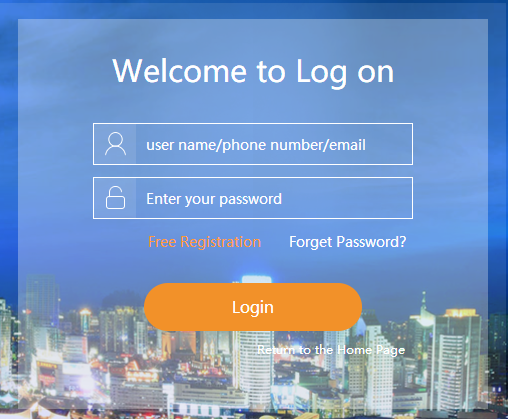 Welcome to Log on
user name/phone number/email
Enter your password
Free Registration Forget Password?
Login
Return to the Home Page